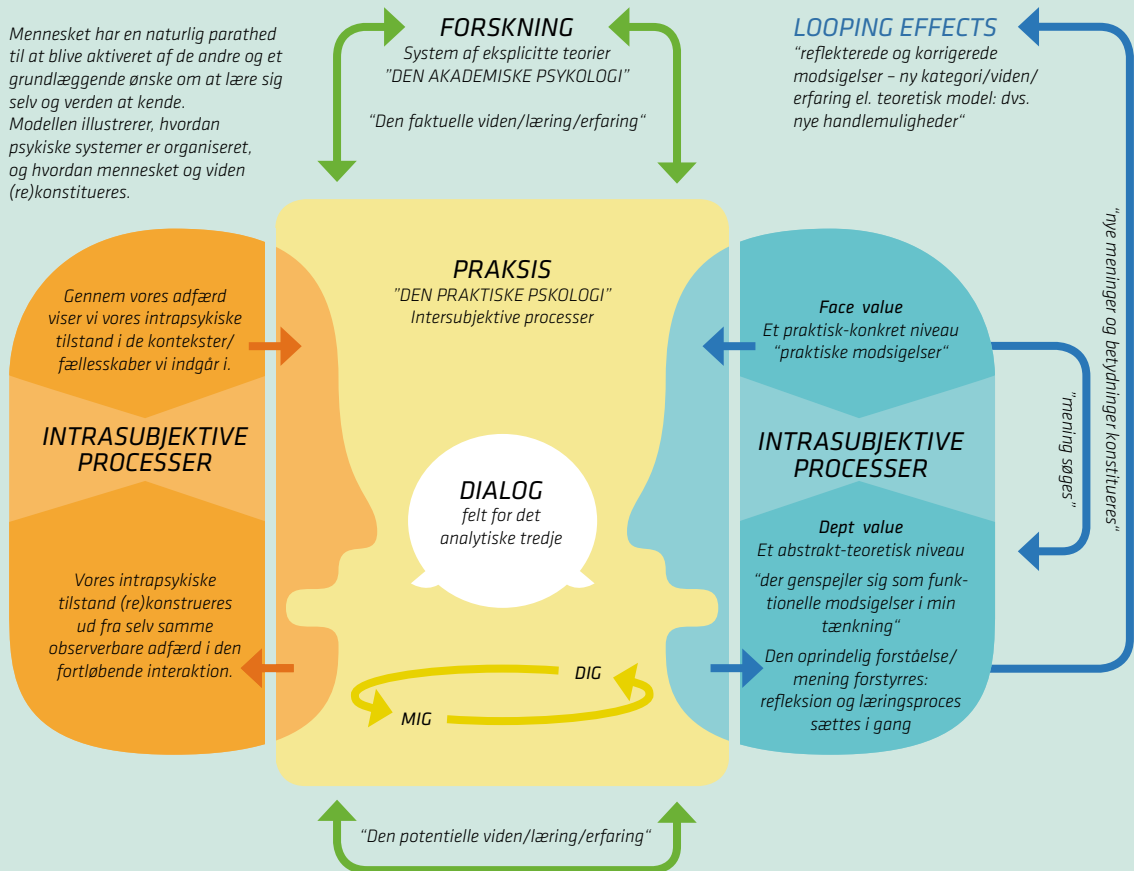 Mennesket har en naturlig parathed
til at blive aktiveret af de andre og et
grundlæggende ønske om at lære sig
selv og verden at kende.
Modellen illustrerer, hvordan
psykiske systemer er organiseret,
og hvordan mennesket og viden
(re)konstitueres.
FORSKNING
System af eksplicitte teorier
"DEN AKADEMISKE PSYKOLOGI"
“Den faktuelle viden/læring/erfaring“
LOOPING EFFECTS
“reflekterede og korrigerede
modsigelser – ny kategori/viden/
erfaring el. teoretisk model: dvs.
nye handlemuligheder“
Gennem vores adfærd
viser vi vores intrapsykiske
tilstand i de kontekster/
fællesskaber vi indgår i.
INTRASUBJEKTIVE
PROCESSER
Vores intrapsykiske
tilstand (re)konstrueres
ud fra selv samme
observerbare adfærd i den
fortløbende interaktion.
PRAKSIS
"DEN PRAKTISKE PSKOLOGI"
Intersubjektive processer
DIALOG
felt for det
analytiske tredje
DIG
MIG
Face value
Et praktisk-konkret niveau
“praktiske modsigelser“
INTRASUBJEKTIVE
PROCESSER
Dept value
Et abstrakt-teoretisk niveau
“der genspejler sig som funk-
tionelle modsigelser i min
tænkning“
Den oprindelig forståelse/
mening forstyrres:
refleksion og læringsproces
sættes i gang
"mening søges"
“nye meninger og betydninger konstitueres“
“Den potentielle viden/læring/erfaring“